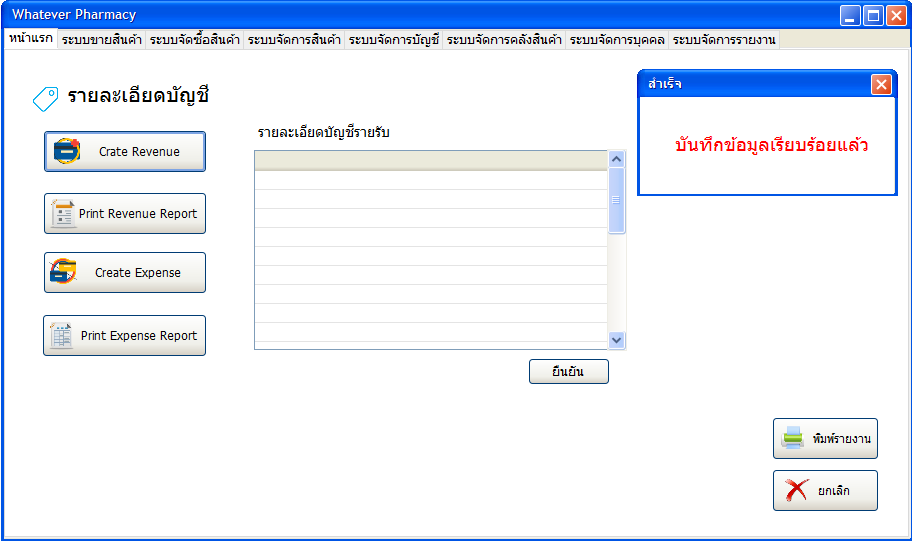 Whatever Pharmacy
หน้าแรก ระบบขายสินค้า ระบบจัดซื้อสินค้า ระบบจัดการสินค้า ระบบจัดการบัญชี ระบบจัดการคลังสินค้า ระบบจัดการบุคคล ระบบจัดการรายงาน
รายละเอียดบัญชี
สำเร็จ
บันทึกข้อมูลเรียบร้อยแล้ว
รายละเอียดบัญชีรายรับ
Crate Revenue
Print Revenue Report
Create Expense
Print Expense Report
ยืนยัน
พิมพ์รายงาน
ยกเลิก